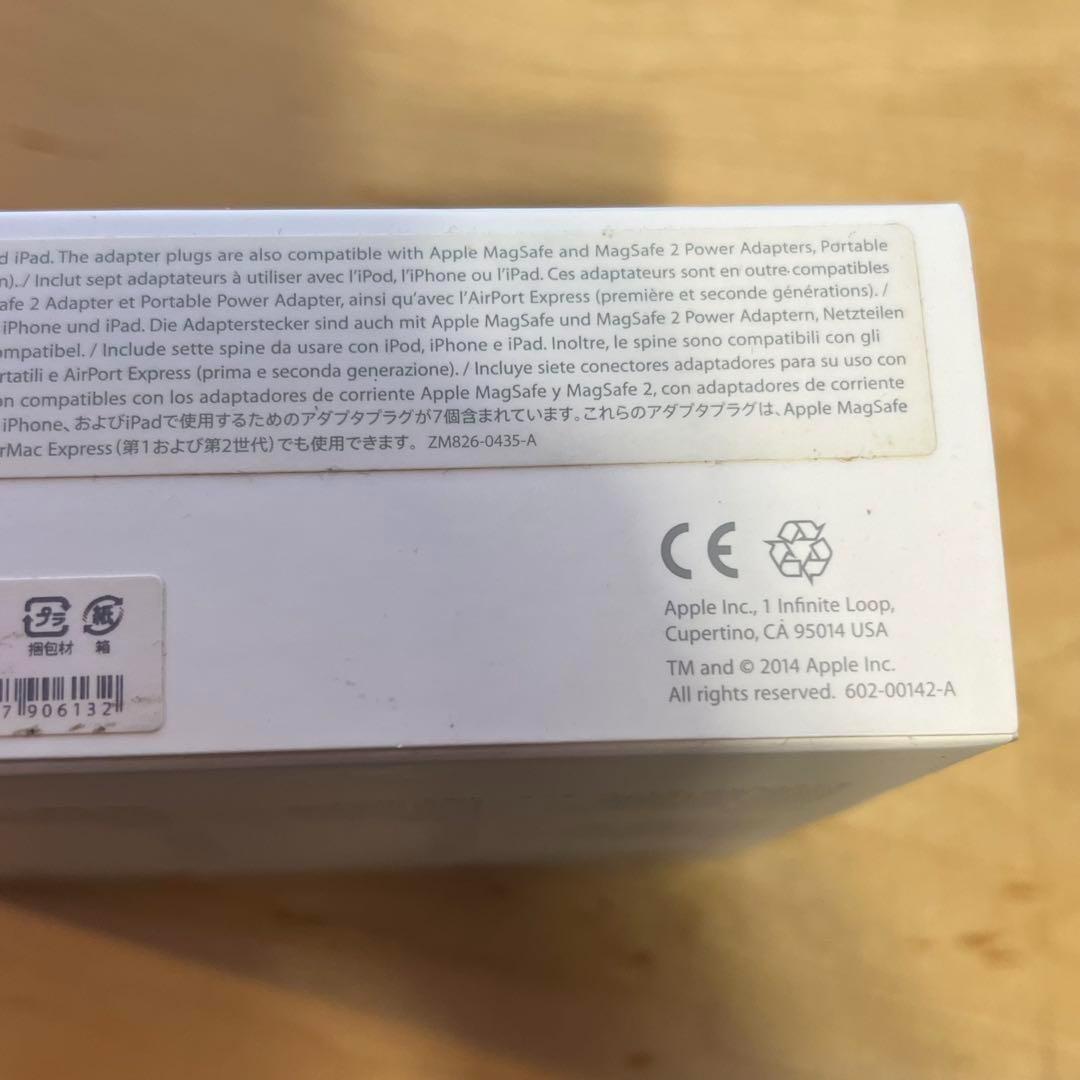 d iPad. The adapter plugs are also compatible with Apple MagSafe and MagSafe 2 Power Adapters, Portable
n)./ Inclut sept adaptateurs à utiliser avec l'iPod, l'iPhone ou l'iPad. Ces adaptateurs sont en outre compatibles
afe 2 Adapter et Portable Power Adapter, ainsi qu'avec l'AirPort Express (première et seconde générations). /
iPhone und iPad. Die Adapterstecker sind auch mit Apple MagSafe und MagSafe 2 Power Adaptern, Netzteilen
ompatibel. / Include sette spine da usare con iPod, iPhone e iPad. Inoltre, le spine sono compatibili con gli
rtatili e AirPort Express (prima e seconda generazione). / Incluye siete conectores adaptadores para su uso con
on compatibles con los adaptadores de corriente Apple MagSafe y MagSafe 2, con adaptadores de corriente
iPhone、およびiPadで使用するためのアダプタプラグが7個含まれています。これらのアダプタプラグは、Apple MagSafe
rMac Express（第1および第2世代）でも使用できます。 ZM826-0435-A
CE
Apple Inc., 1 Infinite Loop,
Cupertino, CA 95014 USA
TM and © 2014 Apple Inc.
All rights reserved. 602-00142-A
プラ 紙
梱包材 箱
7 906132